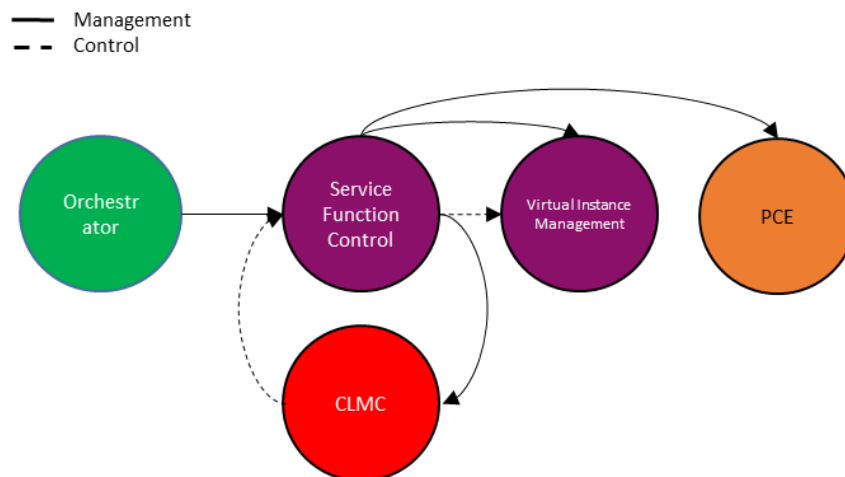 Management
Control
Orchestr
ator
Service
Function
Control
Virtual Instance
Management
PCE
CLMC